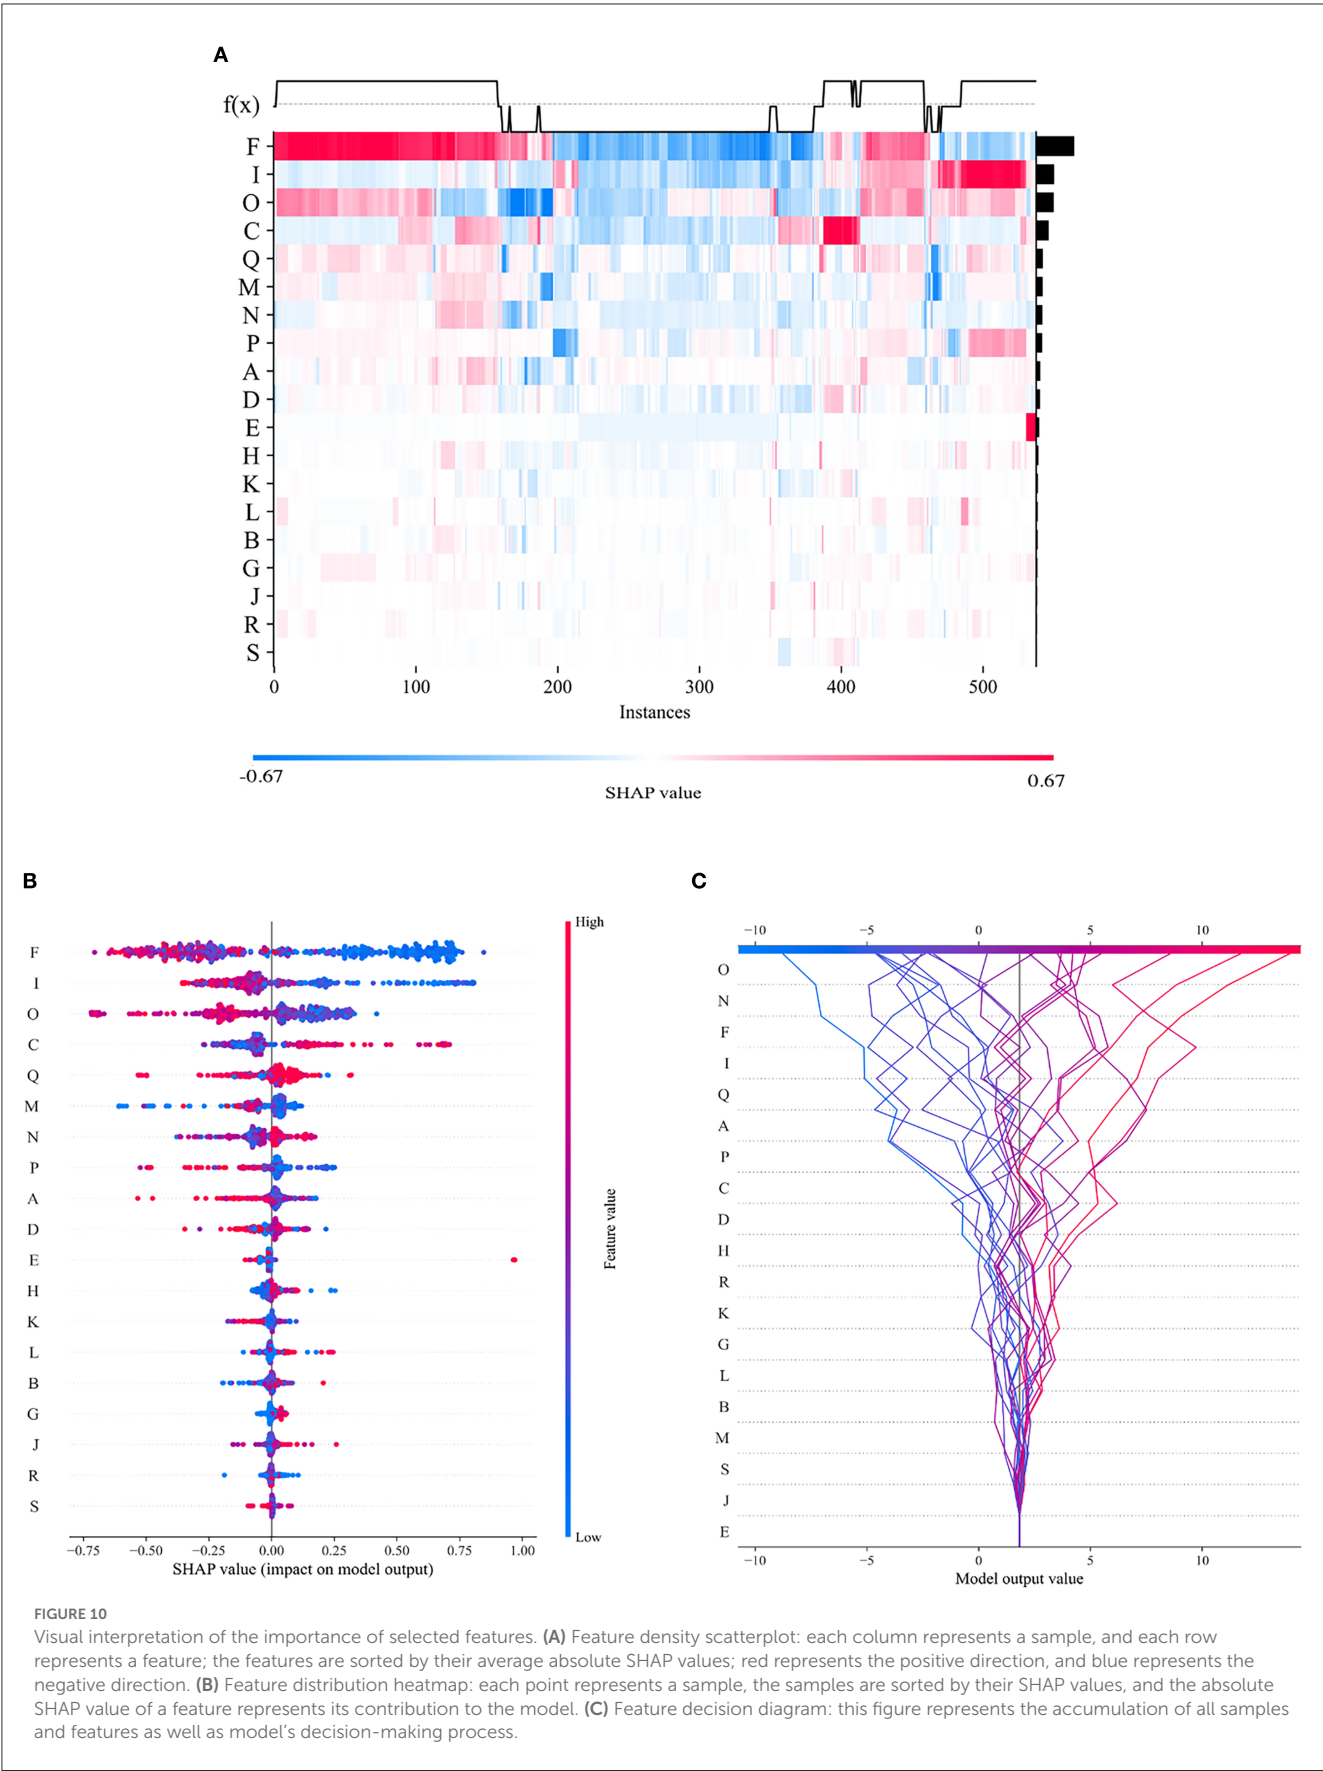 A
f(x)
F
I
O
C
Q
M
N
P
A
D
E
H
K
L
B
G
J
R
S
0 100 200 300 400 500
Instances
-0.67 0.67
SHAP value
B
High
F
I
O
C
Q
M
N
P
A
D
E
H
K
L
B
G
J
R
S
Feature value
Low
−0.75 −0.50 −0.25 0.00 0.25 0.50 0.75 1.00
SHAP value (impact on model output)
C
−10 −5 0 5 10
O
N
F
I
Q
A
P
C
D
H
R
K
G
L
B
M
S
J
E
−10 −5 0 5 10
Model output value
FIGURE 10
Visual interpretation of the importance of selected features. (A) Feature density scatterplot: each column represents a sample, and each row
represents a feature; the features are sorted by their average absolute SHAP values; red represents the positive direction, and blue represents the
negative direction. (B) Feature distribution heatmap: each point represents a sample, the samples are sorted by their SHAP values, and the absolute
SHAP value of a feature represents its contribution to the model. (C) Feature decision diagram: this figure represents the accumulation of all samples
and features as well as model's decision-making process.